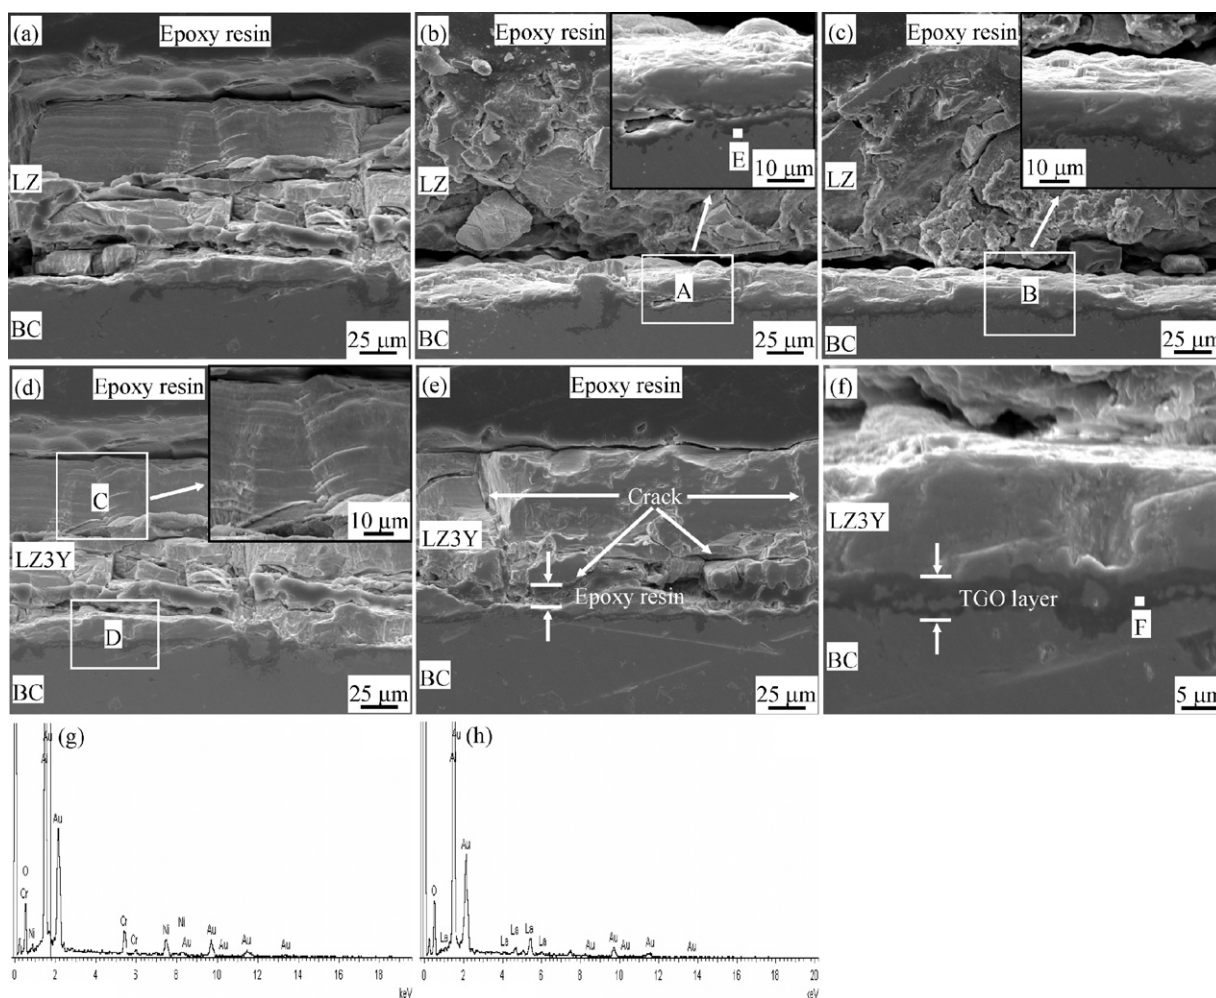 (a)
Epoxy resin
LZ
BC
25 μm
(b)
Epoxy resin
LZ
E
10 μm
A
BC
25 μm
(c)
Epoxy resin
LZ
10 μm
B
BC
25 μm
(d)
Epoxy resin
C
10 μm
LZ3Y
D
BC
25 μm
(e)
Epoxy resin
Crack
LZ3Y
Epoxy resin
BC
25 μm
(f)
LZ3Y
TGO layer
F
BC
5 μm
(g)
Au
Al
Au
O
Cr
Ni
Cr
Cr
Ni
Ni
Au
Au
Au
Au
Au
0 2 4 6 8 10 12 14 16 18
keV
(h)
Au
Al
Au
O
La
La
La
La
La
Au
Au
Au
Au
Au
0 2 4 6 8 10 12 14 16 18 20
keV